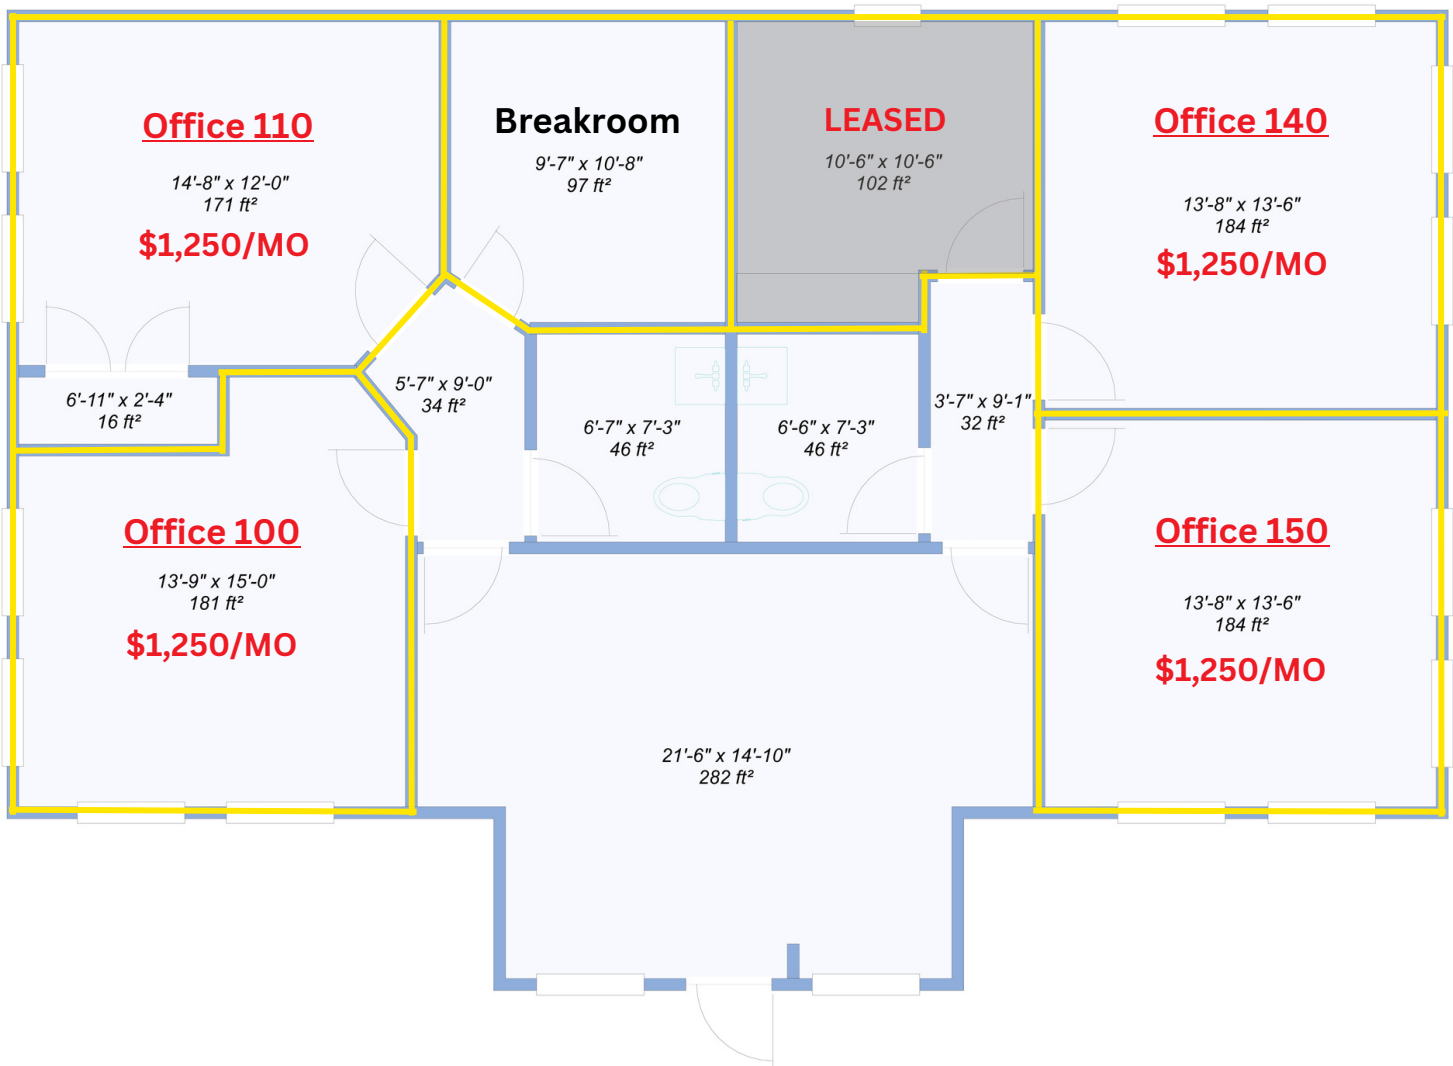 Office 110
14'-8" x 12'-0"
171 ft²
$1,250/MO
Breakroom
9'-7" x 10'-8"
97 ft²
LEASED
10'-6" x 10'-6"
102 ft²
Office 140
13'-8" x 13'-6"
184 ft²
$1,250/MO
6'-11" x 2'-4"
16 ft²
5'-7" x 9'-0"
34 ft²
6'-7" x 7'-3"
46 ft²
6'-6" x 7'-3"
46 ft²
3'-7" x 9'-1"
32 ft²
Office 100
13'-9" x 15'-0"
181 ft²
$1,250/MO
Office 150
13'-8" x 13'-6"
184 ft²
$1,250/MO
21'-6" x 14'-10"
282 ft²